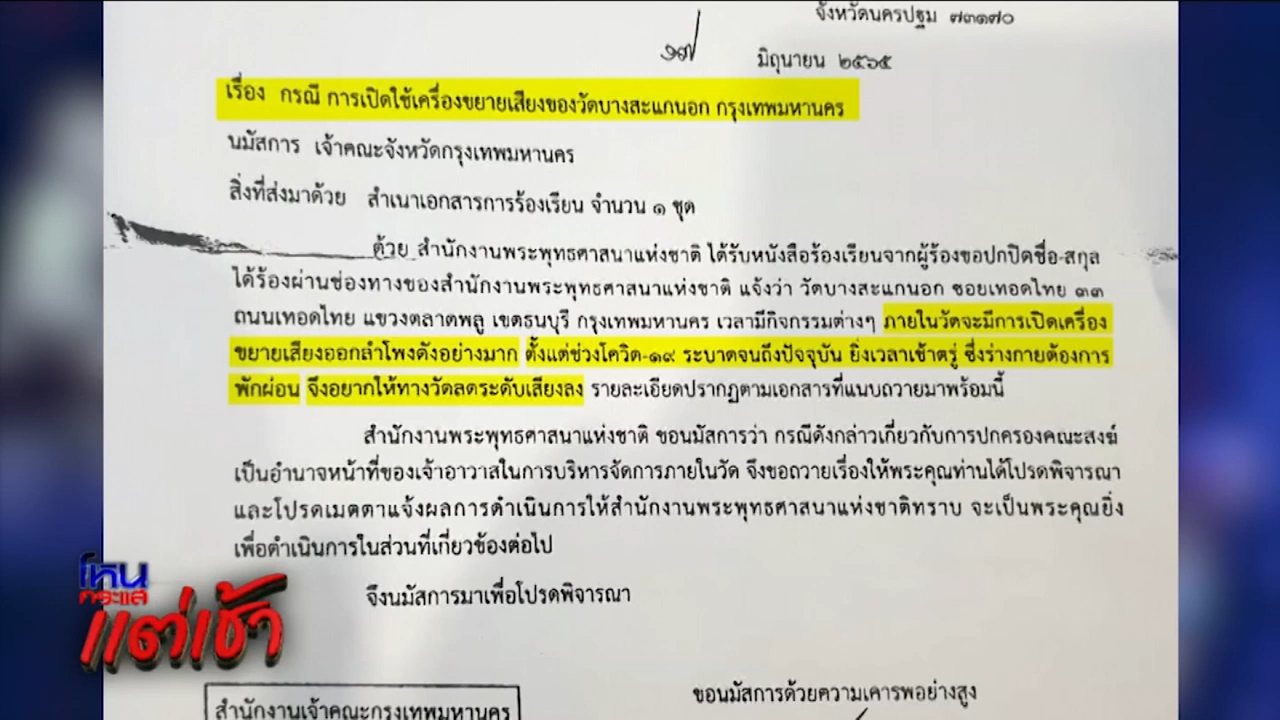 จังหวัดนครปฐม ๗๓๑๗๐
๑๗ มิถุนายน ๒๕๖๕
เรื่อง กรณี การเปิดใช้เครื่องขยายเสียงของวัดบางสะแกนอก กรุงเทพมหานคร
นมัสการ เจ้าคณะจังหวัดกรุงเทพมหานคร
สิ่งที่ส่งมาด้วย สำเนาเอกสารการร้องเรียน จำนวน ๑ ชุด
ด้วย สำนักงานพระพุทธศาสนาแห่งชาติ ได้รับหนังสือร้องเรียนจากผู้ร้องขอปกปิดชื่อ-สกุล
ได้ร้องผ่านช่องทางของสำนักงานพระพุทธศาสนาแห่งชาติ แจ้งว่า วัดบางสะแกนอก ซอยเทอดไทย ๓๓
ถนนเทอดไทย แขวงตลาดพลู เขตธนบุรี กรุงเทพมหานคร เวลามีกิจกรรมต่างๆ ภายในวัดจะมีการเปิดเครื่อง
ขยายเสียงออกลำโพงดังอย่างมาก ตั้งแต่ช่วงโควิด-๑๙ ระบาดจนถึงปัจจุบัน ยิ่งเวลาเช้าตรู่ ซึ่งร่างกายต้องการ
พักผ่อน จึงอยากให้ทางวัดลดระดับเสียงลง รายละเอียดปรากฏตามเอกสารที่แนบถวายมาพร้อมนี้
สำนักงานพระพุทธศาสนาแห่งชาติ ขอนมัสการว่า กรณีดังกล่าวเกี่ยวกับการปกครองคณะสงฆ์
เป็นอำนาจหน้าที่ของเจ้าอาวาสในการบริหารจัดการภายในวัด จึงขอถวายเรื่องให้พระคุณท่านได้โปรดพิจารณา
และโปรดเมตตาแจ้งผลการดำเนินการให้สำนักงานพระพุทธศาสนาแห่งชาติทราบ จะเป็นพระคุณยิ่ง
เพื่อดำเนินการในส่วนที่เกี่ยวข้องต่อไป
จึงนมัสการมาเพื่อโปรดพิจารณา
ขอนมัสการด้วยความเคารพอย่างสูง
สำนักงานเจ้าคณะกรุงเทพมหานคร
โหนกระแส
แต่เช้า